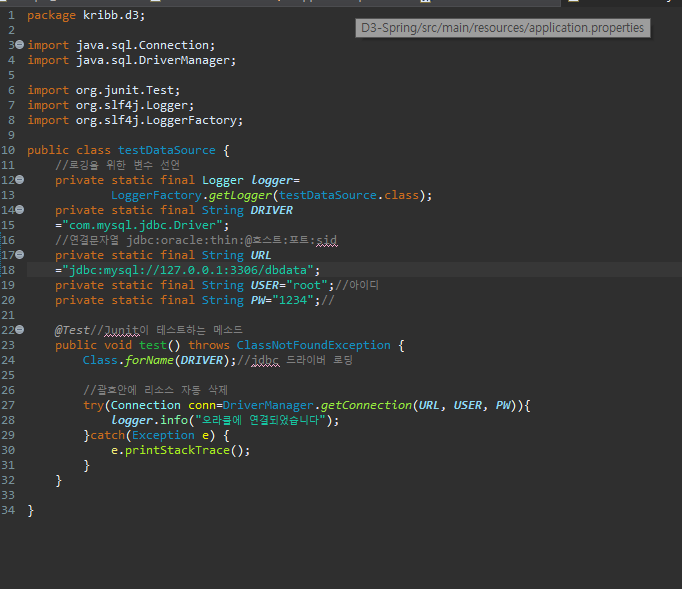 D3-Spring/src/main/resources/application.properties
1 package kribb.d3;
2
3 import java.sql.Connection;
4 import java.sql.DriverManager;
5
6 import org.junit.Test;
7 import org.slf4j.Logger;
8 import org.slf4j.LoggerFactory;
9
10 public class testDataSource {
11     //로깅을 위한 변수 선언
12     private static final Logger logger=
13             LoggerFactory.getLogger(testDataSource.class);
14     private static final String DRIVER
15     ="com.mysql.jdbc.Driver";
16     //연결문자열 jdbc:oracle:thin:@호스트:포트:sid
17     private static final String URL
18     ="jdbc:mysql://127.0.0.1:3306/dbdata";
19     private static final String USER="root";//아이디
20     private static final String PW="1234";//
21
22     @Test//Junit이 테스트하는 메소드
23     public void test() throws ClassNotFoundException {
24         Class.forName(DRIVER);//jdbc 드라이버 로딩
25
26         //괄호안에 리소스 자동 삭제
27         try(Connection conn=DriverManager.getConnection(URL, USER, PW)){
28             logger.info("오라클에 연결되었습니다");
29         }catch(Exception e) {
30             e.printStackTrace();
31         }
32     }
33
34 }